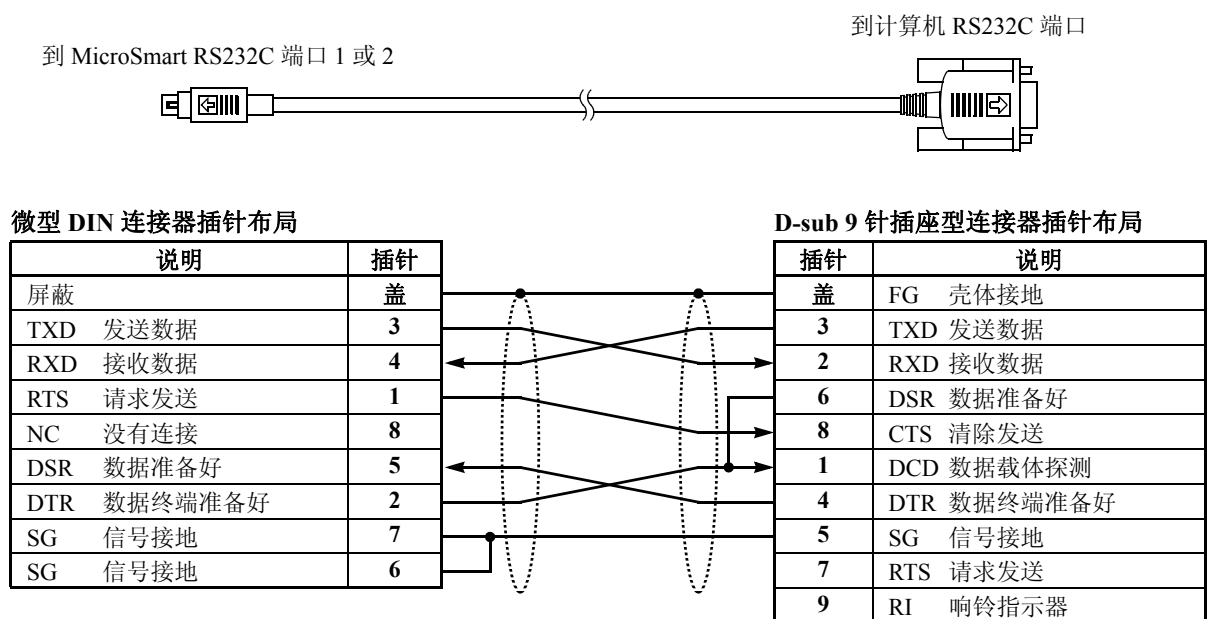 到计算机 RS232C 端口
到 MicroSmart RS232C 端口 1 或 2
微型 DIN 连接器插针布局
说明 插针
屏蔽 盖
TXD 发送数据 3
RXD 接收数据 4
RTS 请求发送 1
NC 没有连接 8
DSR 数据准备好 5
DTR 数据终端准备好 2
SG 信号接地 7
SG 信号接地 6
D-sub 9 针插座型连接器插针布局
插针 说明
盖 FG 壳体接地
3 TXD 发送数据
2 RXD 接收数据
6 DSR 数据准备好
8 CTS 清除发送
1 DCD 数据载体探测
4 DTR 数据终端准备好
5 SG 信号接地
7 RTS 请求发送
9 RI 响铃指示器